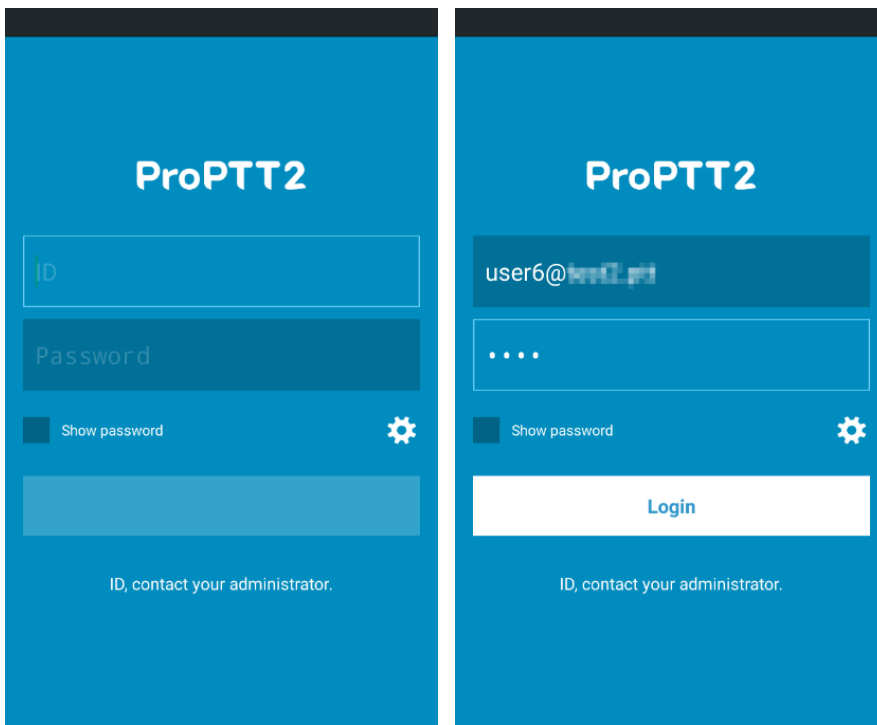 ProPTT2
ID
Password
Show password
ID, contact your administrator.
ProPTT2
user6@
Show password
Login
ID, contact your administrator.